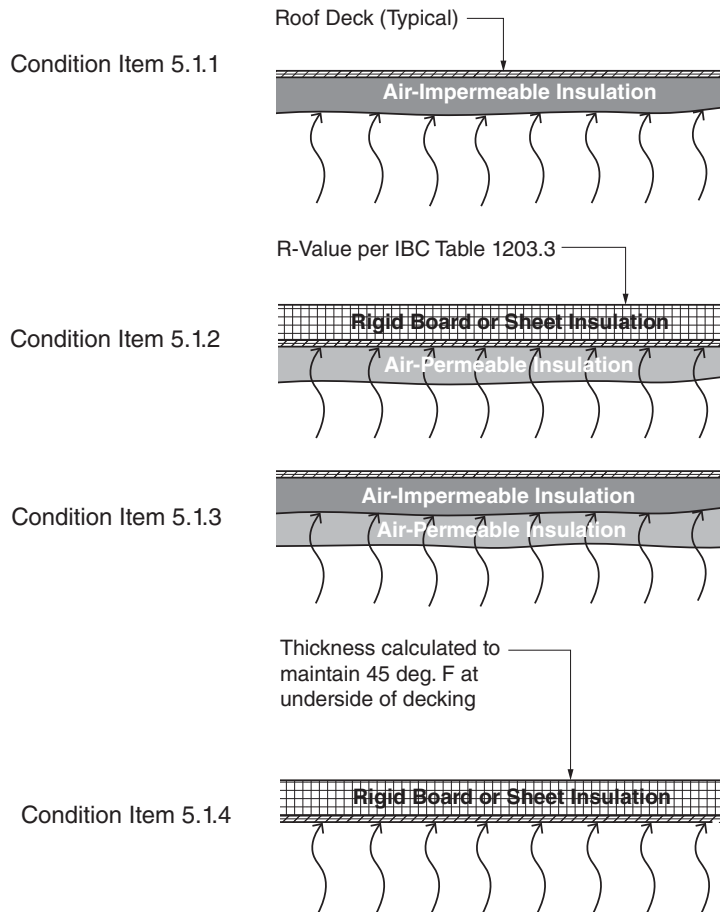 Roof Deck (Typical)
Condition Item 5.1.1
Air-Impermeable Insulation
R-Value per IBC Table 1203.3
Rigid Board or Sheet Insulation
Condition Item 5.1.2
Air-Permeable Insulation
Air-Impermeable Insulation
Condition Item 5.1.3
Air-Permeable Insulation
Thickness calculated to
maintain 45 deg. F at
underside of decking
Rigid Board or Sheet Insulation
Condition Item 5.1.4